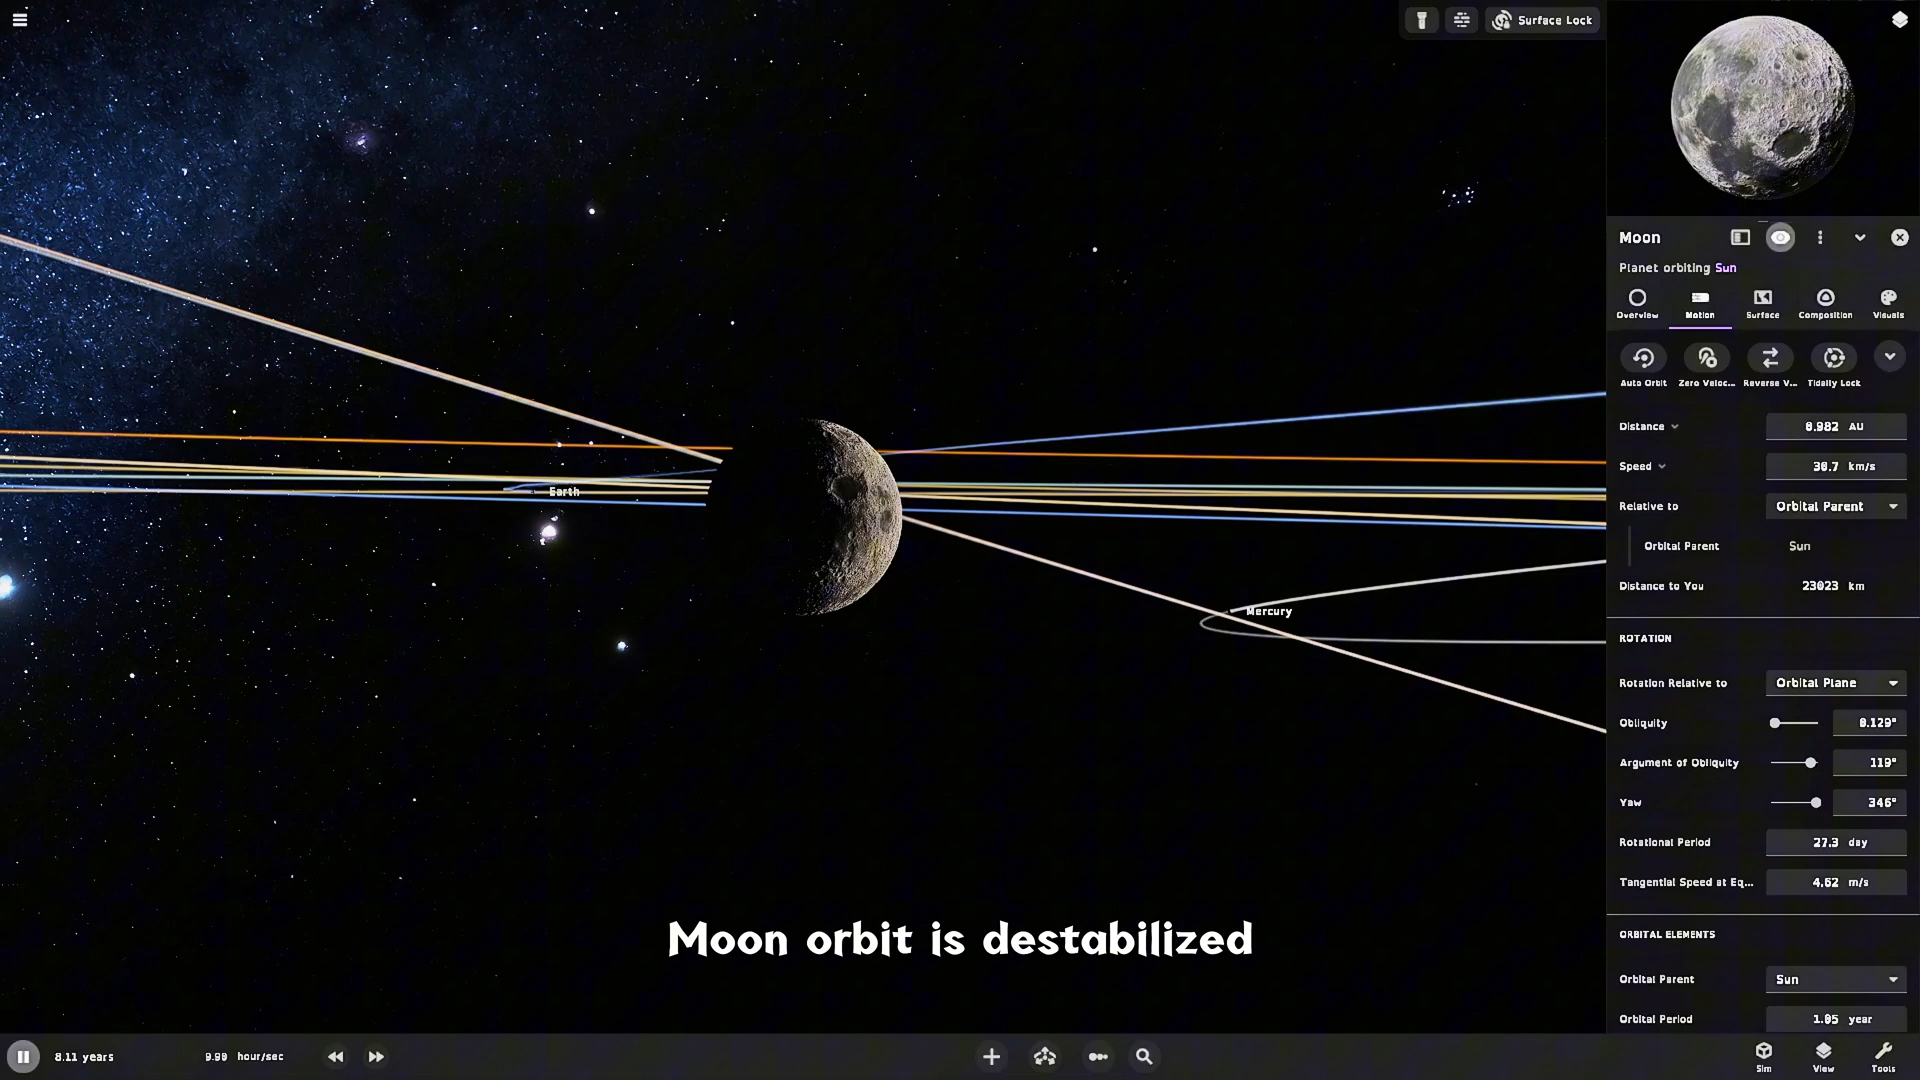 Surface Lock
Moon
Planet orbiting Sun
Overview Motion Surface Composition Visuals
Auto Orbit Zero Veloc... Reverse V... Tidally Lock
Distance 0.982 AU
Speed 30.7 km/s
Relative to Orbital Parent
Orbital Parent Sun
Distance to You 23023 km
ROTATION
Rotation Relative to Orbital Plane
Obliquity 0.129°
Argument of Obliquity 119°
Yaw 346°
Rotational Period 27.3 day
Tangential Speed at Eq... 4.62 m/s
ORBITAL ELEMENTS
Orbital Parent Sun
Orbital Period 1.05 year
Earth
Mercury
Moon orbit is destabilized
8.11 years 9.90 hour/sec
Sim View Tools